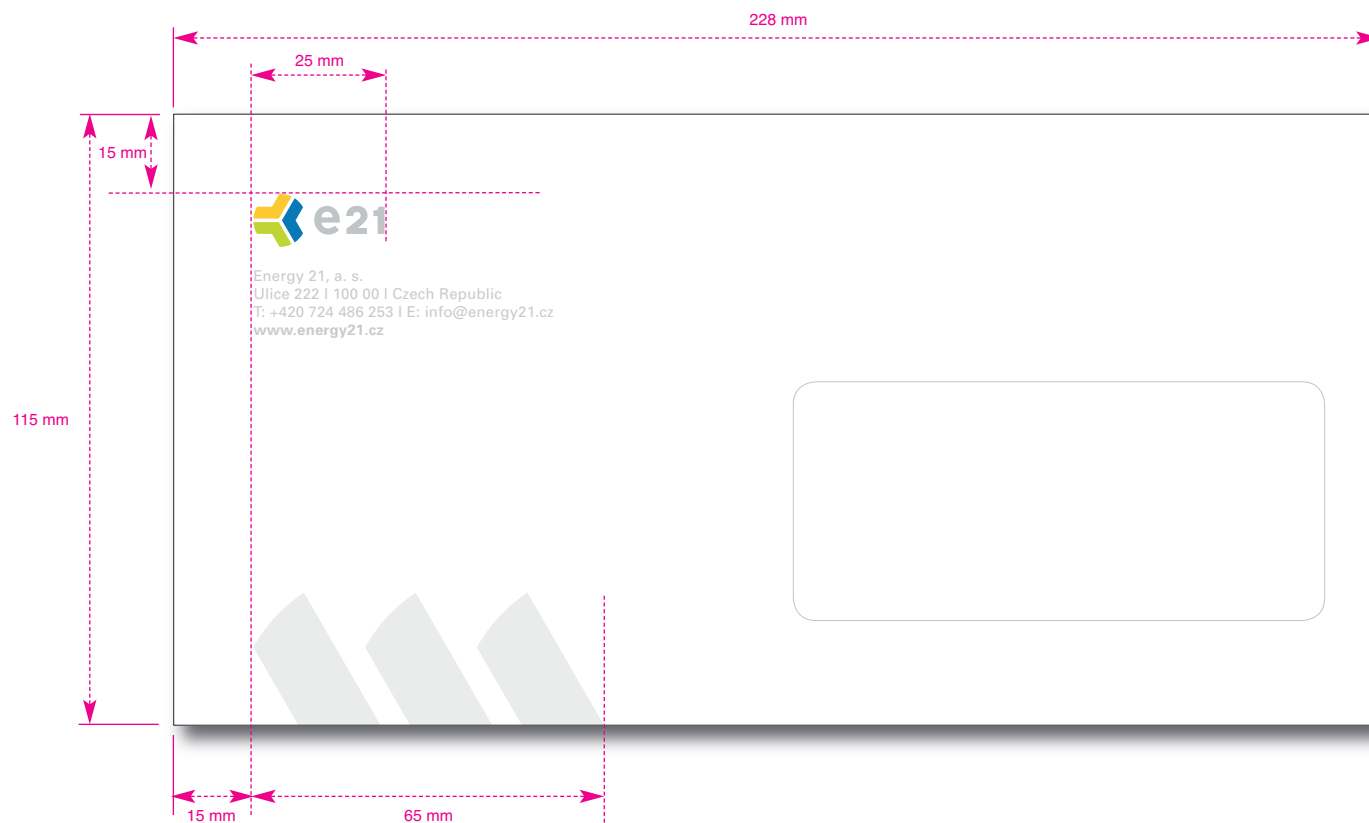 228 mm
25 mm
15 mm
e21
Energy 21, a. s.
Ulice 222 l 100 00 l Czech Republic
T: +420 724 486 253 l E: info@energy21.cz
www.energy21.cz
115 mm
15 mm
65 mm